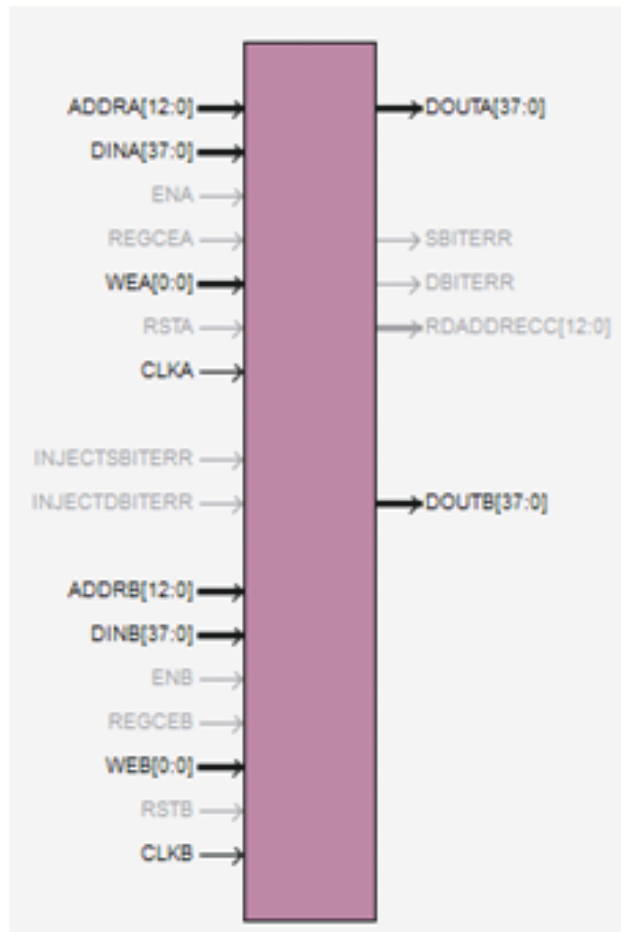 ADDRA[12:0]
DOUTA[37:0]
DINA[37:0]
ENA
REGCEA
SBITERR
WEA[0:0]
DBITERR
RSTA
RDADDRECC[12:0]
CLKA
INJECTSBITERR
INJECTDBITERR
DOUTB[37:0]
ADDRB[12:0]
DINB[37:0]
ENB
REGCEB
WEB[0:0]
RSTB
CLKB